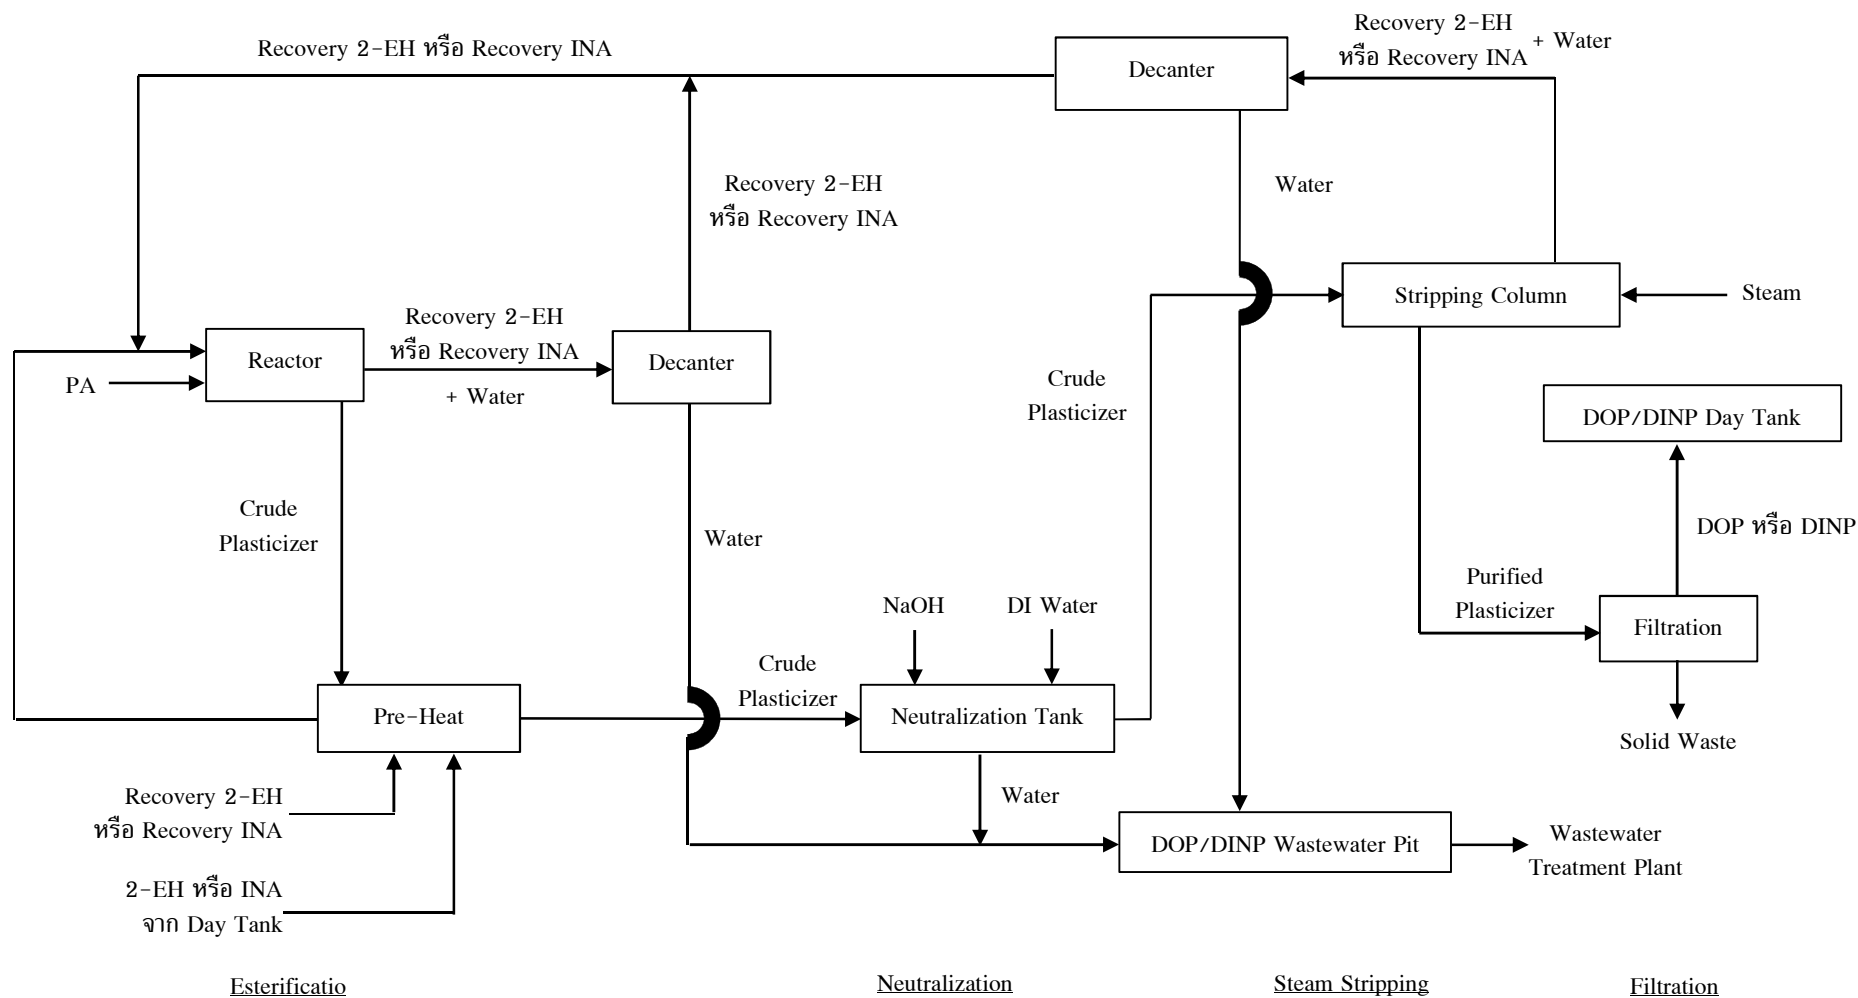 Recovery 2-EH
หรือ Recovery INA
+ Water
Recovery 2-EH หรือ Recovery INA
Decanter
Recovery 2-EH
หรือ Recovery INA
Water
Stripping Column
Steam
Recovery 2-EH
หรือ Recovery INA
+ Water
Reactor
Decanter
PA
Crude
Plasticizer
DOP/DINP Day Tank
Crude
Plasticizer
Water
DOP หรือ DINP
Purified
Plasticizer
NaOH
DI Water
Filtration
Crude
Plasticizer
Pre-Heat
Neutralization Tank
Solid Waste
Recovery 2-EH
หรือ Recovery INA
Water
DOP/DINP Wastewater Pit
Wastewater
Treatment Plant
2-EH หรือ INA
จาก Day Tank
Esterificatio
Neutralization
Steam Stripping
Filtration